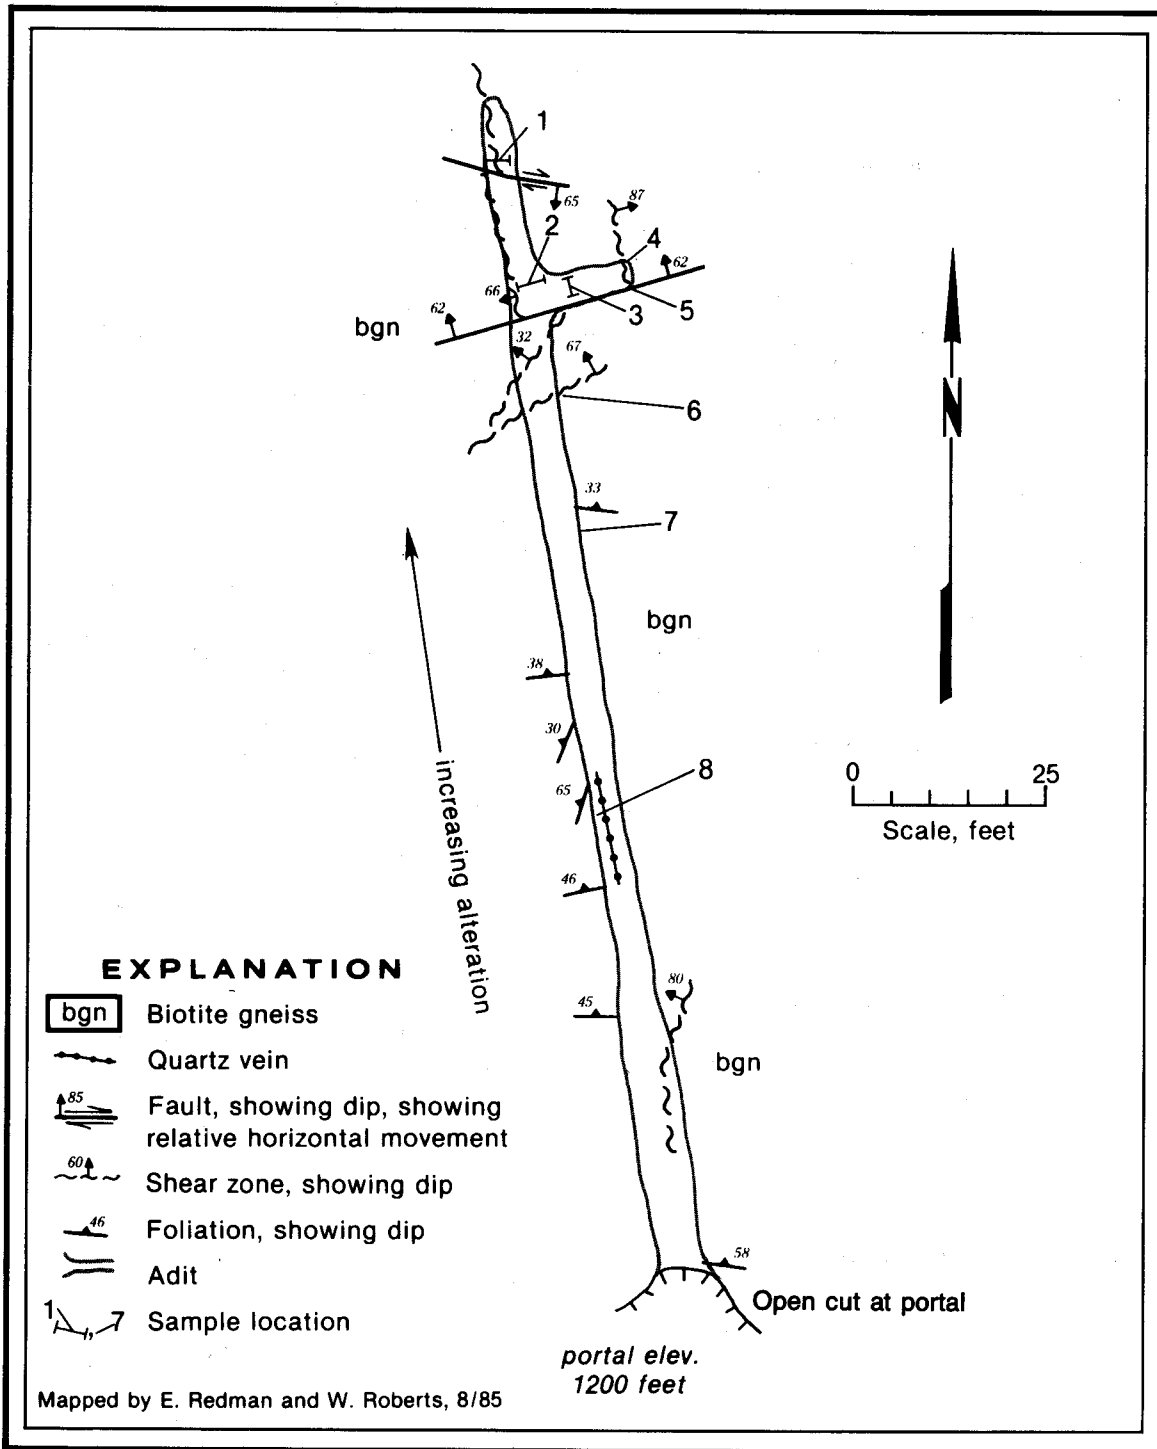 1
65
87
2
4
62
66
62
3
5
bgn
32
67
6
33
7
bgn
38
30
8
65
0 25
Scale, feet
46
increasing alteration
N
80
45
bgn
58
Open cut at portal
portal elev.
1200 feet
EXPLANATION
bgn Biotite gneiss
Quartz vein
85 Fault, showing dip, showing
relative horizontal movement
60 Shear zone, showing dip
46 Foliation, showing dip
Adit
1, 7 Sample location
Mapped by E. Redman and W. Roberts, 8/85